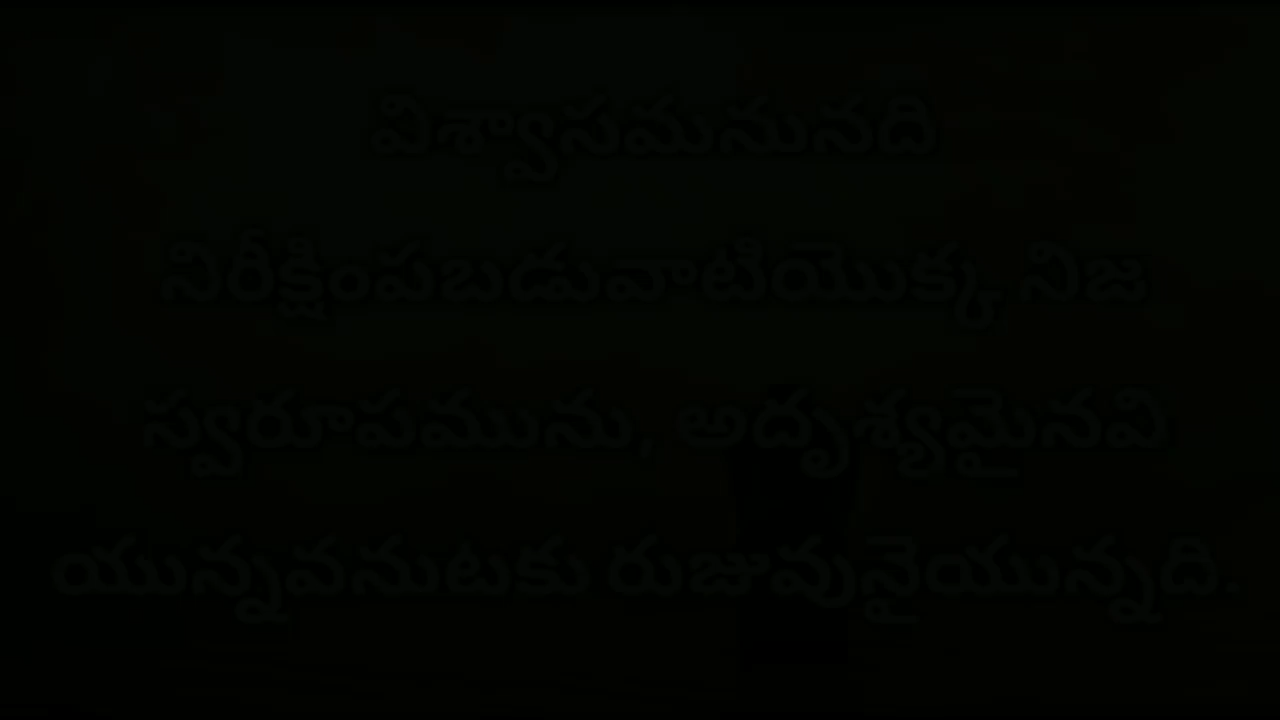 విశ్వాసమనునది
నిరీక్షింపబడువాటియొక్క నిజ
స్వరూపమును, అదృశ్యమైనవి
యున్నవనుటకు రుజువునైయున్నది.